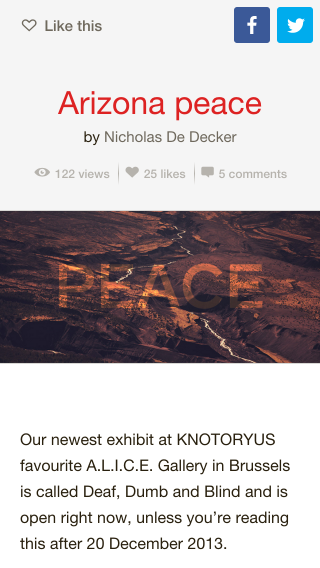 Like this
Arizona peace
by Nicholas De Decker
122 views
25 likes
5 comments
PEACE
Our newest exhibit at KNOTORYUS
favourite A.L.I.C.E. Gallery in Brussels
is called Deaf, Dumb and Blind and is
open right now, unless you’re reading
this after 20 December 2013.